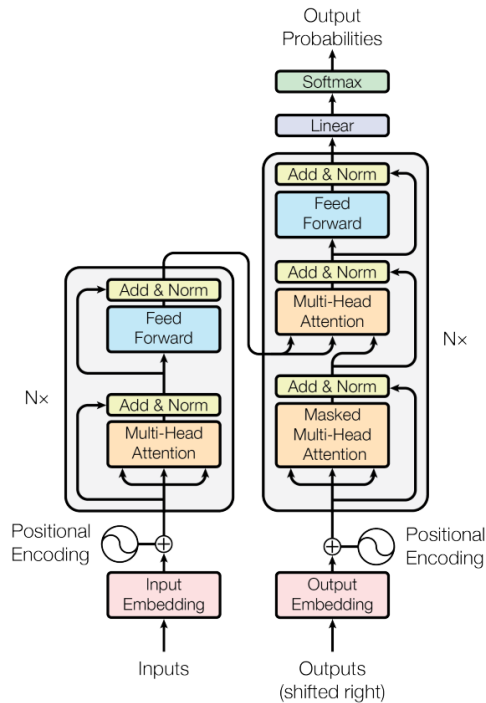 Output
Probabilities
Softmax
Linear
Add & Norm
Feed
Forward
Add & Norm
Multi-Head
Attention
Add & Norm
Masked
Multi-Head
Attention
Nx
Add & Norm
Feed
Forward
Add & Norm
Multi-Head
Attention
N×
Positional
Encoding
Positional
Encoding
Input
Embedding
Output
Embedding
Inputs
Outputs
(shifted right)